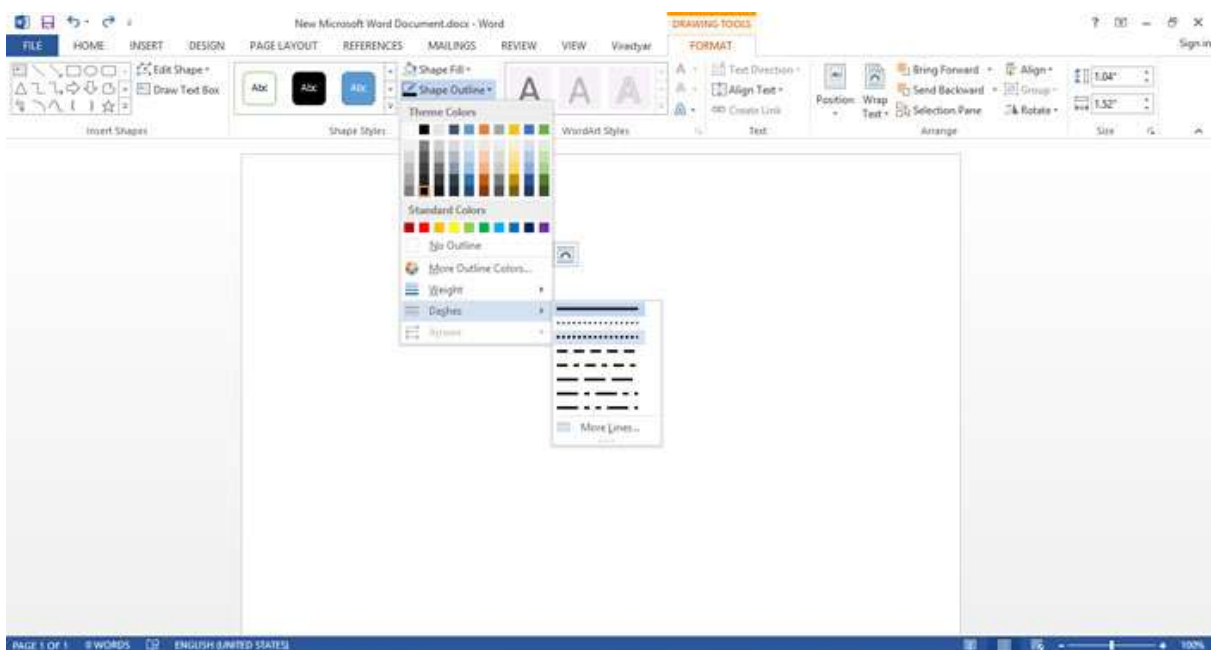 New Microsoft Word Document.docx - Word
DRAWING TOOLS
FILE HOME INSERT DESIGN PAGE LAYOUT REFERENCES MAILINGS REVIEW VIEW Virastyar FORMAT
Sign in
Edit Shape
Draw Text Box
Insert Shapes
Abc Abc Abc
Shape Fill
Shape Outline
Shape Styles
A A A
WordArt Styles
Text Direction
Align Text
Create Link
Text
Position
Wrap Text
Bring Forward
Send Backward
Selection Pane
Align
Group
Rotate
Arrange
1.04"
1.52"
Size
Theme Colors
Standard Colors
No Outline
More Outline Colors...
Weight
Dashes
Arrows
More Lines...
PAGE 1 OF 1 0 WORDS ENGLISH (UNITED STATES) 100%